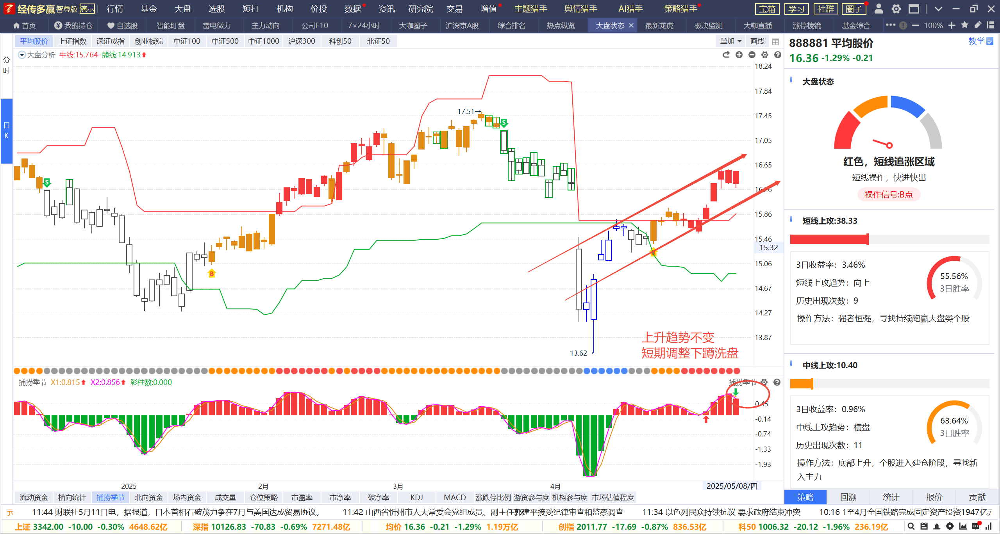 经传多赢 智尊版 演示 行情 基金 大盘 选股 短打 机构 价投 数据 资讯 研究院 交易 增值 主题猎手 舆情猎手 AI猎手 策略猎手 宝箱 学习 社群 圈子
首页 我的持仓 自选股 智能盯盘 雷电微力 主力动向 公司F10 7×24小时 大咖圈子 沪深京A股 综合排名 热点纵览 大盘状态 最新龙虎 板块监测 大咖直播 涨停棱镜 基金综合 100%
分时
日K
平均股价 上证指数 深证成指 创业板综 中证100 中证500 中证1000 沪深300 科创50 北证50 叠加 画线
大盘分析 牛线:15.764 熊线:14.913
18.24
17.84
17.45
17.05
16.65
16.26
15.86
15.46
15.32
15.06
14.67
14.27
13.87
17.51→
S
S
B
B
13.62→
上升趋势不变
短期调整下蹲洗盘
捕捞季节 X1:0.815 X2:0.856 彩柱数:0.000
捕捞季节
0.45
-0.14
-0.74
-1.33
-1.93
2025 2月 3月 4月 2025/05/08/四
流动资金 横向统计 捕捞季节 北向资金 场内资金 成交量 仓位策略 市盈率 市净率 破净率 KDJ MACD 涨跌停比例 游资参与度 机构参与度 市场估值程度
888881 平均股价 教学
16.36 -1.29% -0.21
大盘状态
红色，短线追涨区域
短线操作，快进快出
操作信号:B点
短线上攻:38.33
3日收益率：3.46%
短线上攻趋势：向上
历史出现次数：9
55.56%
3日胜率
操作方法：强者恒强，寻找持续跑赢大盘类个股
中线上攻:10.40
3日收益率：0.96%
中线上攻趋势：横盘
历史出现次数：11
63.64%
3日胜率
操作方法：底部上升，个股进入建仓阶段，寻找新
入主力
策略 回溯 统计 报价 贡献
示 11:44 财联社5月11日电，据报道，日本首相石破茂力争在7月与美国达成贸易协议。 11:42 山西省忻州市人大常委会党组成员、副主任郭建平接受纪律审查和监察调查 11:34 以色列民众持续抗议 要求政府结束冲突 10:16 1至4月全国铁路完成固定资产投资1947亿元
上证 3342.00 -10.00 -0.30% 4648.62亿 深指 10126.83 -70.83 -0.69% 7271.48亿 均价 16.36 -0.21 -1.29% 1.19万亿 创指 2011.77 -17.69 -0.87% 836.53亿 科50 1006.32 -20.12 -1.96% 236.19亿